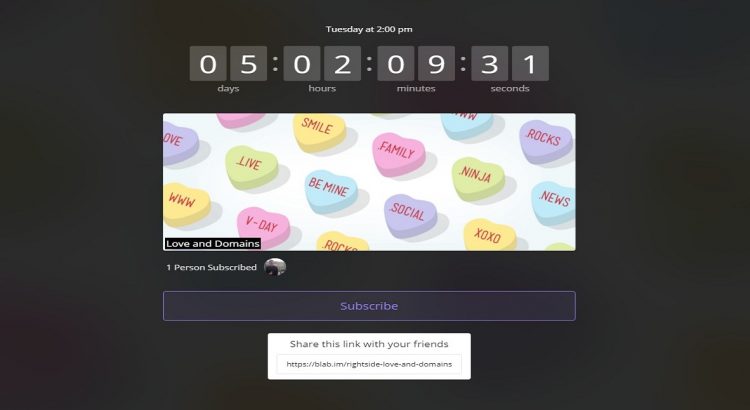 Tuesday at 2:00 pm
05:02:09:31
days hours minutes seconds
SMILE
WWW
.ROCKS
.LIVE
.FAMILY
BE MINE
.NINJA
WWW
.SOCIAL
.NEWS
V-DAY
.ROCKS
XOXO
Love and Domains
1 Person Subscribed
Subscribe
Share this link with your friends
https://blab.im/rightside-love-and-domains